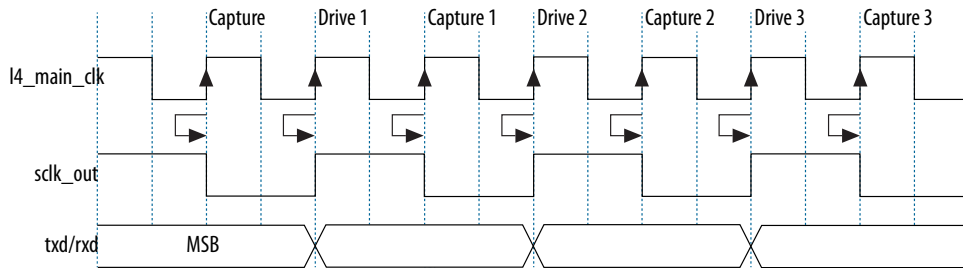 Capture Drive 1 Capture 1 Drive 2 Capture 2 Drive 3 Capture 3
l4_main_clk
sclk_out
txd/rxd MSB